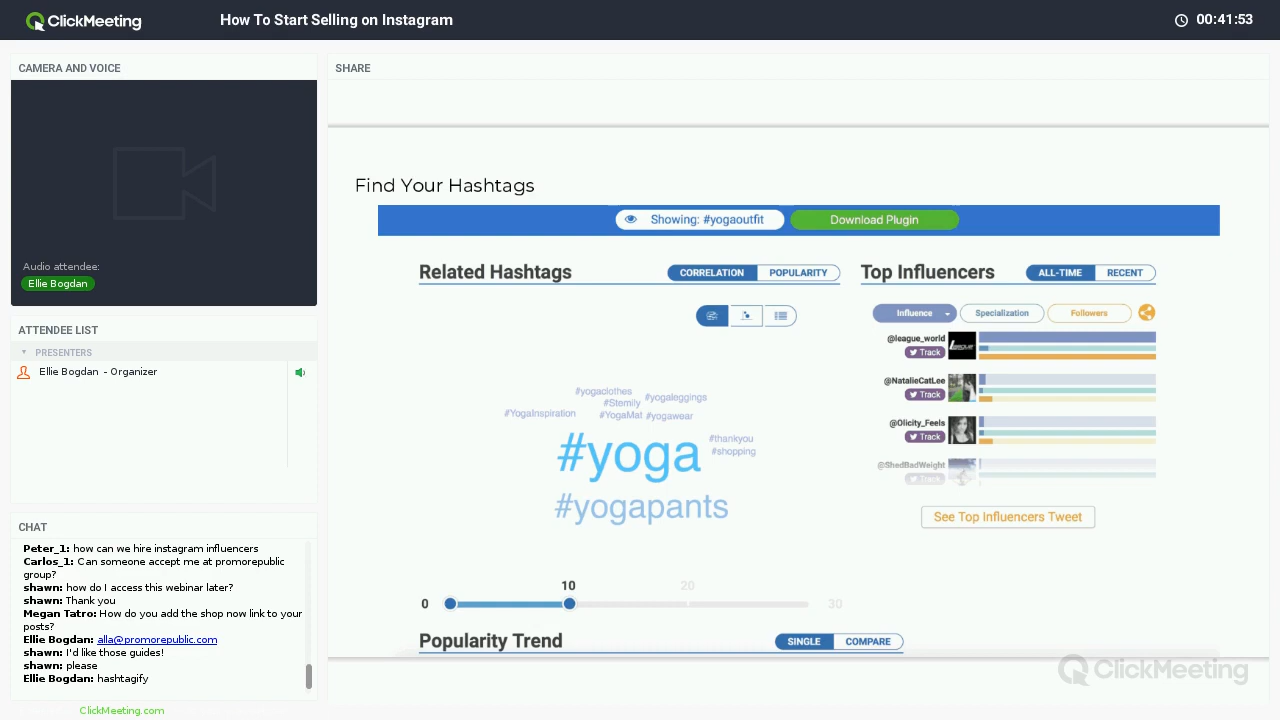 ClickMeeting
How To Start Selling on Instagram
00:41:53
CAMERA AND VOICE
Audio attendee:
Ellie Bogdan
ATTENDEE LIST
PRESENTERS
Ellie Bogdan - Organizer
CHAT
Peter_1: how can we hire instagram influencers
Carlos_1: Can someone accept me at promorepublic
group?
shawn: how do I access this webinar later?
shawn: Thank you
Megan Tatro: How do you add the shop now link to your
posts?
Ellie Bogdan: alla@promorepublic.com
shawn: I'd like those guides!
shawn: please
Ellie Bogdan: hashtagify
ClickMeeting.com
SHARE
Find Your Hashtags
Showing: #yogaoutfit
Download Plugin
Related Hashtags
CORRELATION
POPULARITY
#yogaclothes
#yogaleggings
#Stemily
#YogaInspiration
#YogaMat
#yogawear
#yoga
#thankyou
#shopping
#yogapants
0
10
20
30
Popularity Trend
SINGLE
COMPARE
Top Influencers
ALL-TIME
RECENT
Influence
Specialization
Followers
@league_world
Track
@NatalieCatLee
Track
@Olicity_Feels
Track
@ShedBadWeight
Track
See Top Influencers Tweet
ClickMeeting